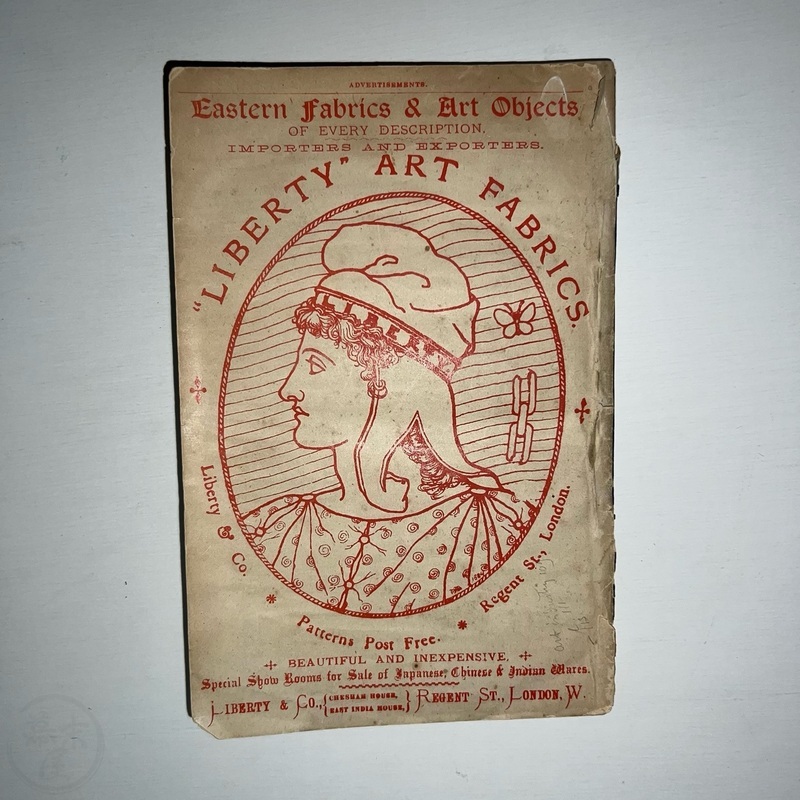 ADVERTISEMENTS.
Eastern Fabrics & Art Objects
OF EVERY DESCRIPTION,
IMPORTERS AND EXPORTERS.
"LIBERTY" ART FABRICS.
LIBERTY
Liberty & Co.
Regent St., London.
Patterns Post Free.
BEAUTIFUL AND INEXPENSIVE,
Special Show Rooms for Sale of Japanese, Chinese & Indian Wares.
LIBERTY & CO., { CHESHAM HOUSE, EAST INDIA HOUSE, } REGENT ST., LONDON, W.